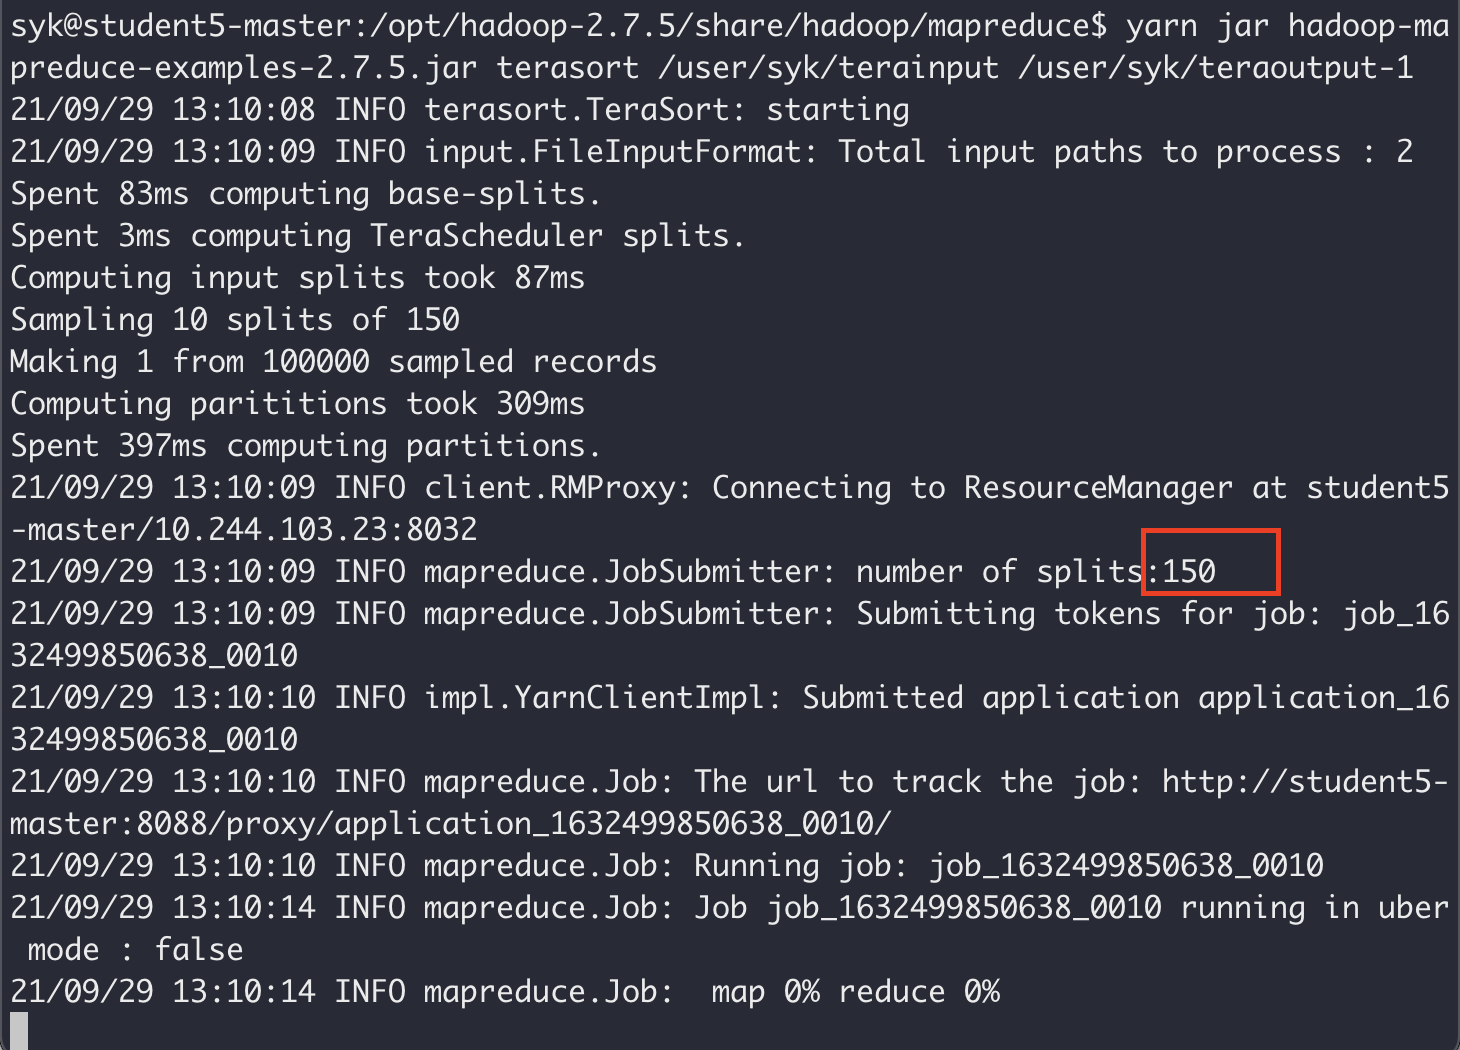 syk@student5-master:/opt/hadoop-2.7.5/share/hadoop/mapreduce$ yarn jar hadoop-ma
preduce-examples-2.7.5.jar terasort /user/syk/terainput /user/syk/teraoutput-1
21/09/29 13:10:08 INFO terasort.TeraSort: starting
21/09/29 13:10:09 INFO input.FileInputFormat: Total input paths to process : 2
Spent 83ms computing base-splits.
Spent 3ms computing TeraScheduler splits.
Computing input splits took 87ms
Sampling 10 splits of 150
Making 1 from 100000 sampled records
Computing parititions took 309ms
Spent 397ms computing partitions.
21/09/29 13:10:09 INFO client.RMProxy: Connecting to ResourceManager at student5
-master/10.244.103.23:8032
21/09/29 13:10:09 INFO mapreduce.JobSubmitter: number of splits:150
21/09/29 13:10:09 INFO mapreduce.JobSubmitter: Submitting tokens for job: job_16
32499850638_0010
21/09/29 13:10:10 INFO impl.YarnClientImpl: Submitted application application_16
32499850638_0010
21/09/29 13:10:10 INFO mapreduce.Job: The url to track the job: http://student5-
master:8088/proxy/application_1632499850638_0010/
21/09/29 13:10:10 INFO mapreduce.Job: Running job: job_1632499850638_0010
21/09/29 13:10:14 INFO mapreduce.Job: Job job_1632499850638_0010 running in uber
 mode : false
21/09/29 13:10:14 INFO mapreduce.Job:  map 0% reduce 0%